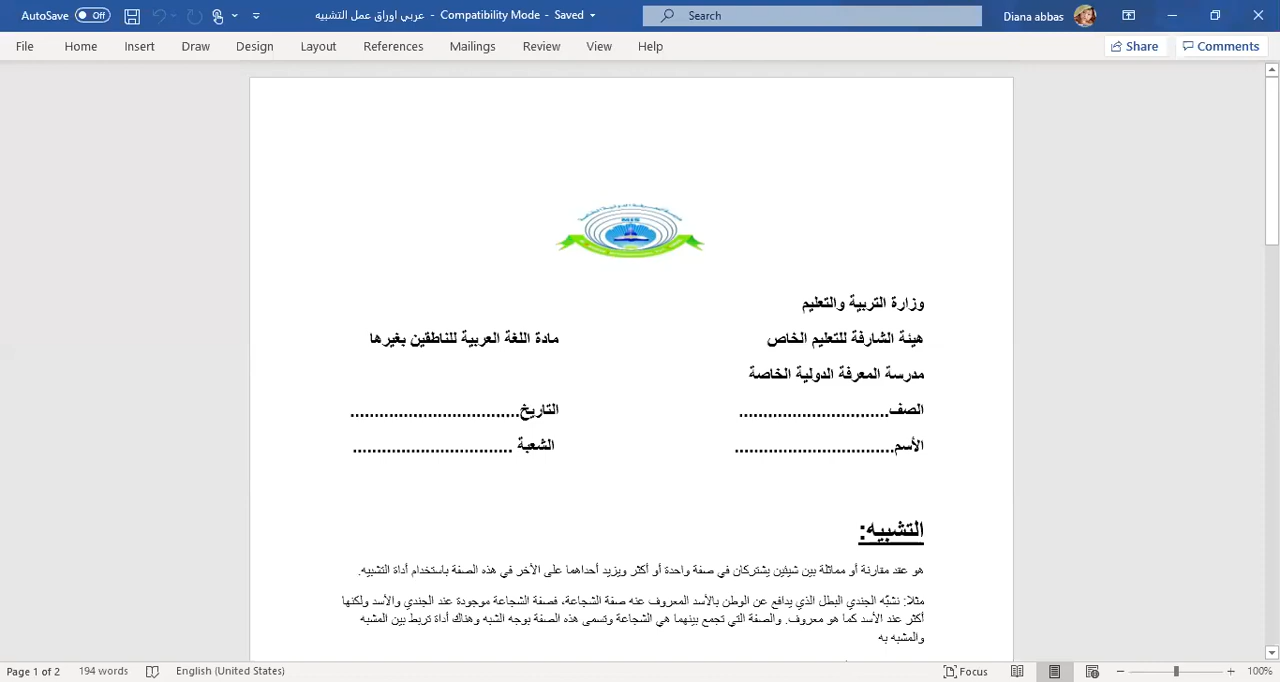 AutoSave Off عربي اوراق عمل التشبيه - Compatibility Mode - Saved Search Diana abbas
File Home Insert Draw Design Layout References Mailings Review View Help Share Comments
MIS
وزارة التربية والتعليم
هيئة الشارقة للتعليم الخاص مادة اللغة العربية للناطقين بغيرها
مدرسة المعرفة الدولية الخاصة
الصف............................... التاريخ...................................
الأسم................................. الشعبة .................................
التشبيه:
هو عقد مقارنة أو مماثلة بين شيئين يشتركان في صفة واحدة أو أكثر ويزيد أحداهما على الآخر في هذه الصفة باستخدام أداة التشبيه.
مثلا: نشبّه الجندي البطل الذي يدافع عن الوطن بالأسد المعروف عنه صفة الشجاعة، فصفة الشجاعة موجودة عند الجندي والأسد ولكنها
أكثر عند الأسد كما هو معروف. والصفة التي تجمع بينهما هي الشجاعة وتسمى هذه الصفة بوجه الشبه وهناك أداة تربط بين المشبه
والمشبه به
Page 1 of 2 194 words English (United States) Focus 100%